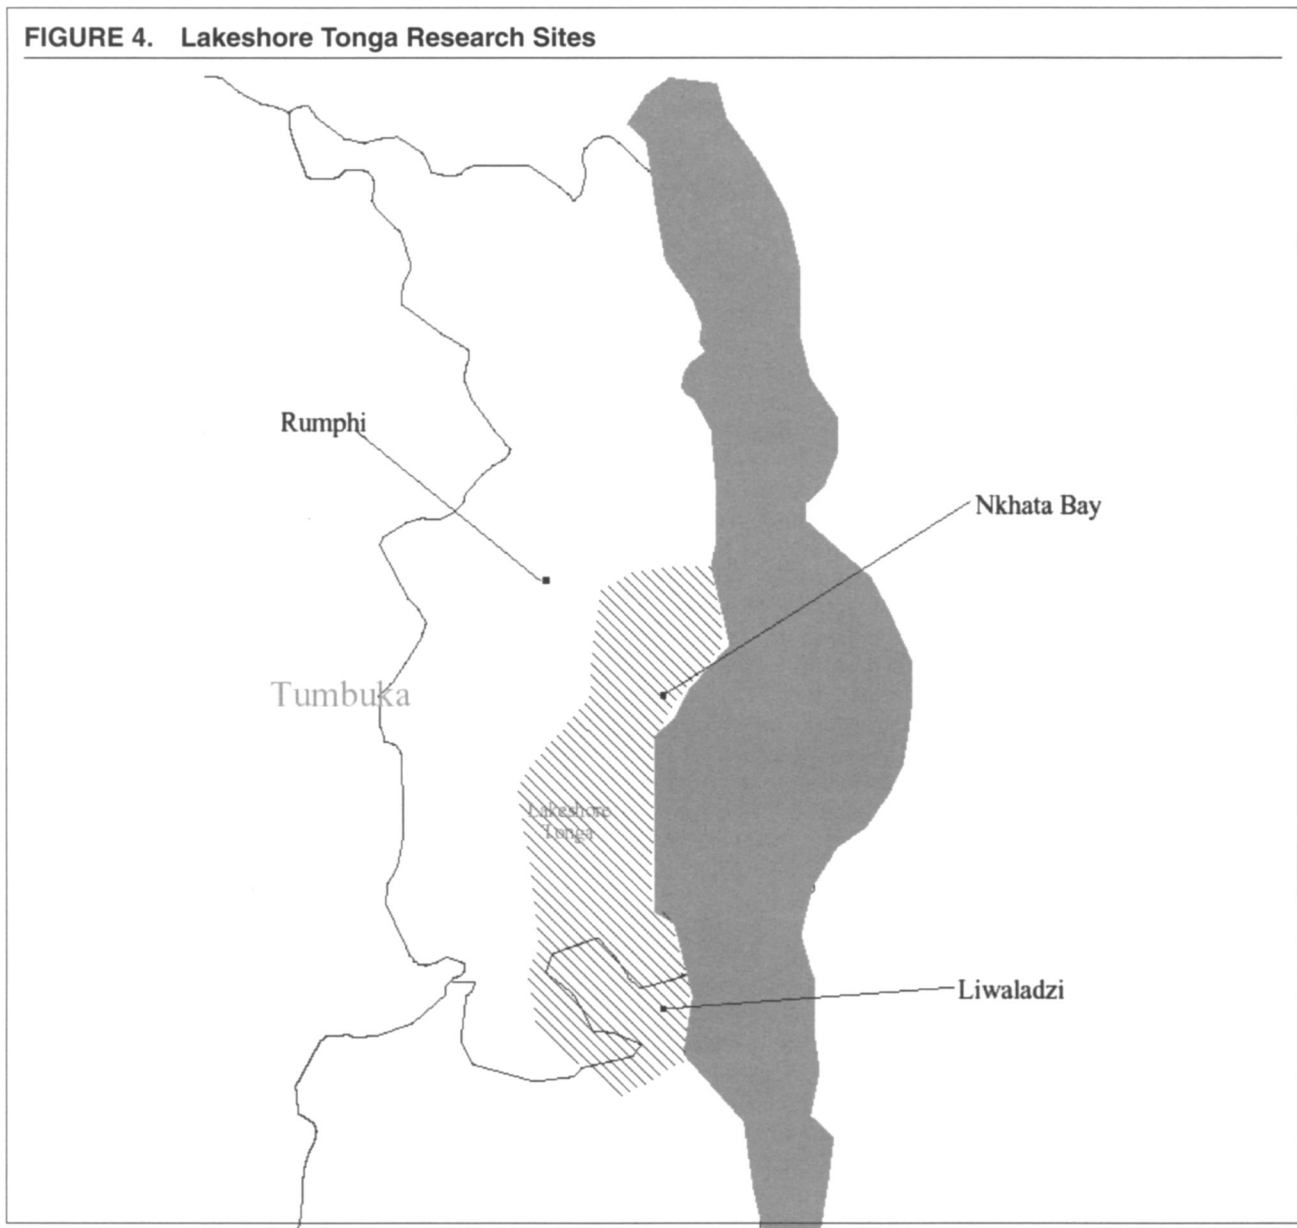 FIGURE 4. Lakeshore Tonga Research Sites
Rumphi
Nkhata Bay
Tumbuka
Lakeshore
Tonga
Liwaladzi